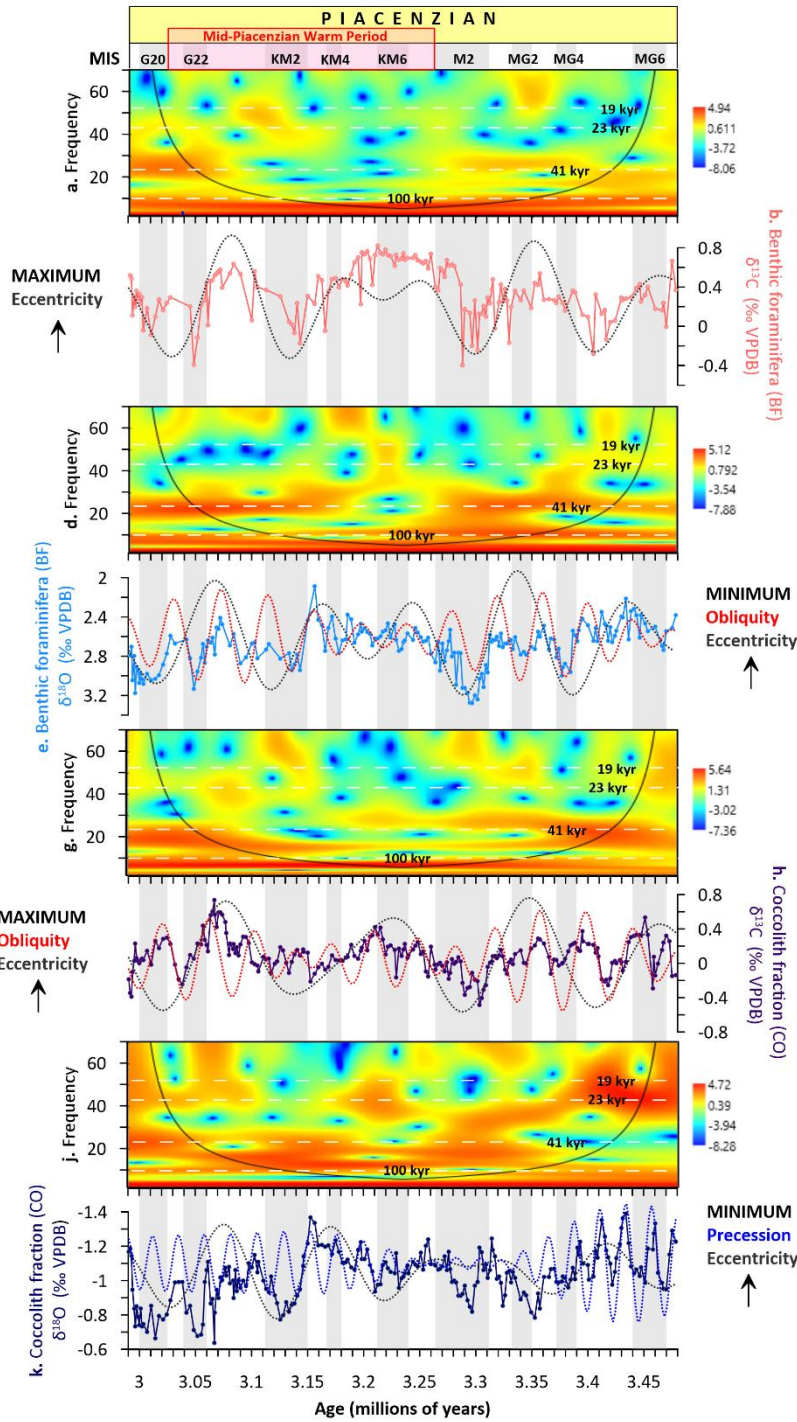 P I A C E N Z I A N
Mid-Piacenzian Warm Period
MIS G20 G22 KM2 KM4 KM6 M2 MG2 MG4 MG6
a. Frequency
60
40
20
19 kyr
23 kyr
41 kyr
100 kyr
4.94
0.611
-3.72
-8.06
MAXIMUM
Eccentricity
0.8
0.4
0
-0.4
b. Benthic foraminifera (BF)
δ¹³C (‰ VPDB)
d. Frequency
60
40
20
19 kyr
23 kyr
41 kyr
100 kyr
5.12
0.792
-3.54
-7.88
e. Benthic foraminifera (BF)
δ¹⁸O (‰ VPDB)
2
2.4
2.8
3.2
MINIMUM
Obliquity
Eccentricity
g. Frequency
60
40
20
19 kyr
23 kyr
41 kyr
100 kyr
5.64
1.31
-3.02
-7.36
MAXIMUM
Obliquity
Eccentricity
0.8
0.4
0
-0.4
-0.8
h. Coccolith fraction (CO)
δ¹³C (‰ VPDB)
j. Frequency
60
40
20
19 kyr
23 kyr
41 kyr
100 kyr
4.72
0.39
-3.94
-8.28
k. Coccolith fraction (CO)
δ¹⁸O (‰ VPDB)
-1.4
-1.2
-1
-0.8
-0.6
MINIMUM
Precession
Eccentricity
3 3.05 3.1 3.15 3.2 3.25 3.3 3.35 3.4 3.45
Age (millions of years)